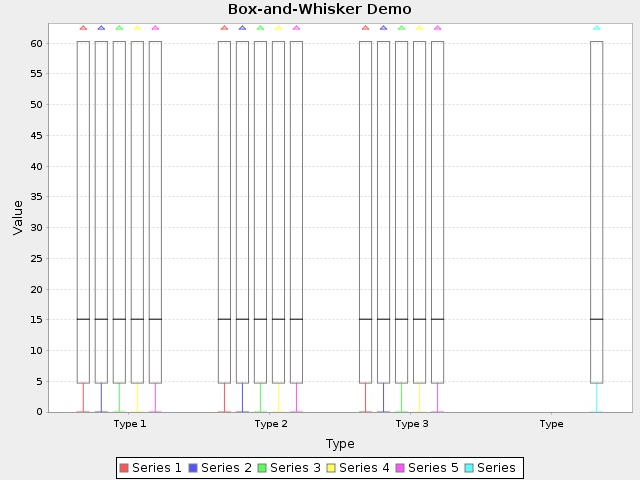 Box-and-Whisker Demo
60
55
50
45
40
35
30
25
20
15
10
5
0
Value
Type 1 Type 2 Type 3 Type
Type
Series 1 Series 2 Series 3 Series 4 Series 5 Series